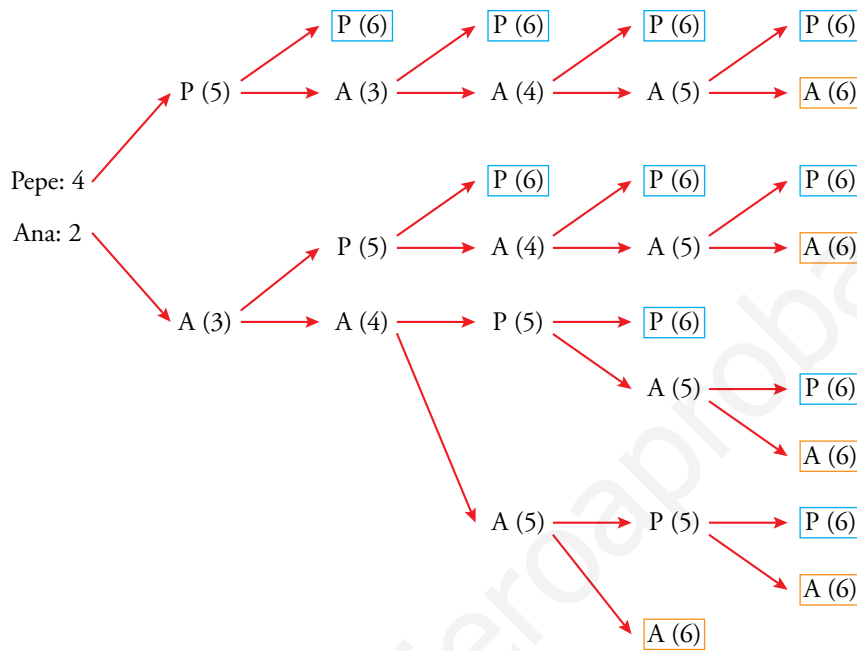 P (6) P (6) P (6) P (6)
P (5) A (3) A (4) A (5) A (6)
Pepe: 4 P (6) P (6) P (6)
Ana: 2
P (5) A (4) A (5) A (6)
A (3) A (4) P (5) P (6)
A (5) P (6)
A (6)
A (5) P (5) P (6)
A (6)
A (6)